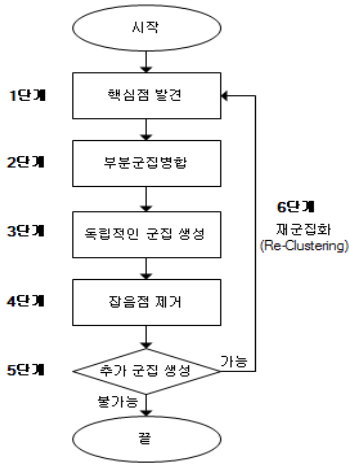 시작
1단계
핵심점 발견
2단계
부분군집병합
6단계
3단계
독립적인 군집 생성
재군집화
(Re-Clustering)
4단계
잡음점 제거
5단계
추가 군집 생성
가능
불가능
끝